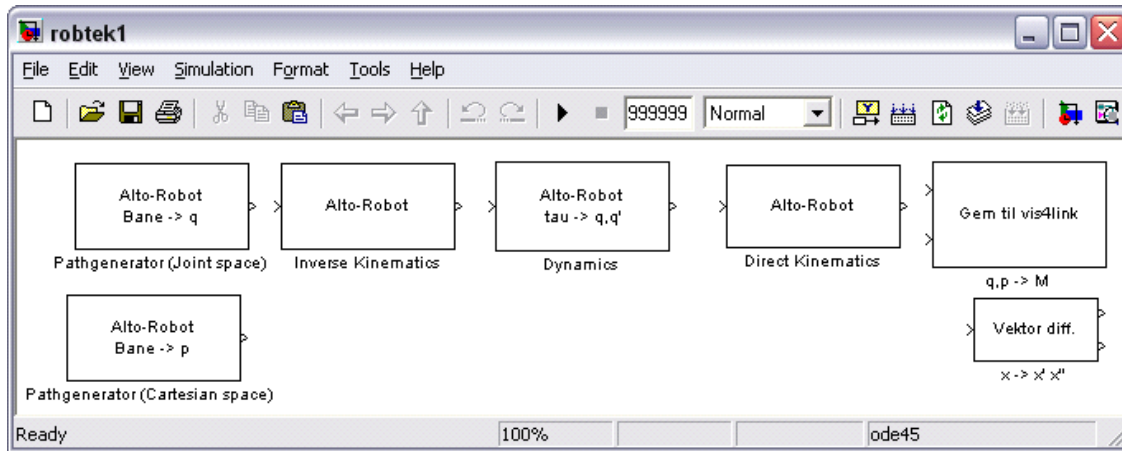 robtek1
File Edit View Simulation Format Tools Help
999999 Normal
Alto-Robot
Bane -> q
Pathgenerator (Joint space)
Alto-Robot
Inverse Kinematics
Alto-Robot
tau -> q,q'
Dynamics
Alto-Robot
Direct Kinematics
Gem til vis4link
q,p -> M
Alto-Robot
Bane -> p
Pathgenerator (Cartesian space)
Vektor diff.
x -> x' x''
Ready 100% ode45